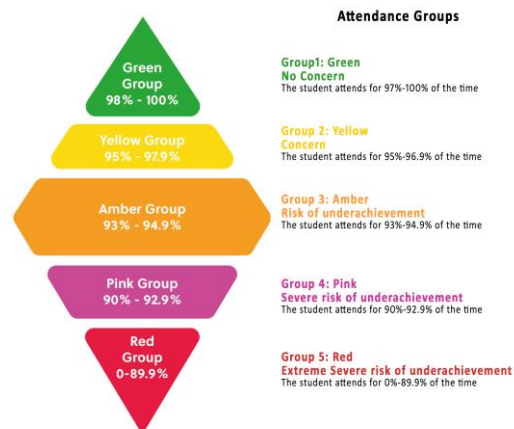 Attendance Groups
Green
Group
98% - 100%
Yellow Group
95% - 97.9%
Amber Group
93% - 94.9%
Pink Group
90% - 92.9%
Red
Group
0-89.9%
Group1: Green
No Concern
The student attends for 97%-100% of the time
Group 2: Yellow
Concern
The student attends for 95%-96.9% of the time
Group 3: Amber
Risk of underachievement
The student attends for 93%-94.9% of the time
Group 4: Pink
Severe risk of underachievement
The student attends for 90%-92.9% of the time
Group 5: Red
Extreme Severe risk of underachievement
The student attends for 0%-89.9% of the time